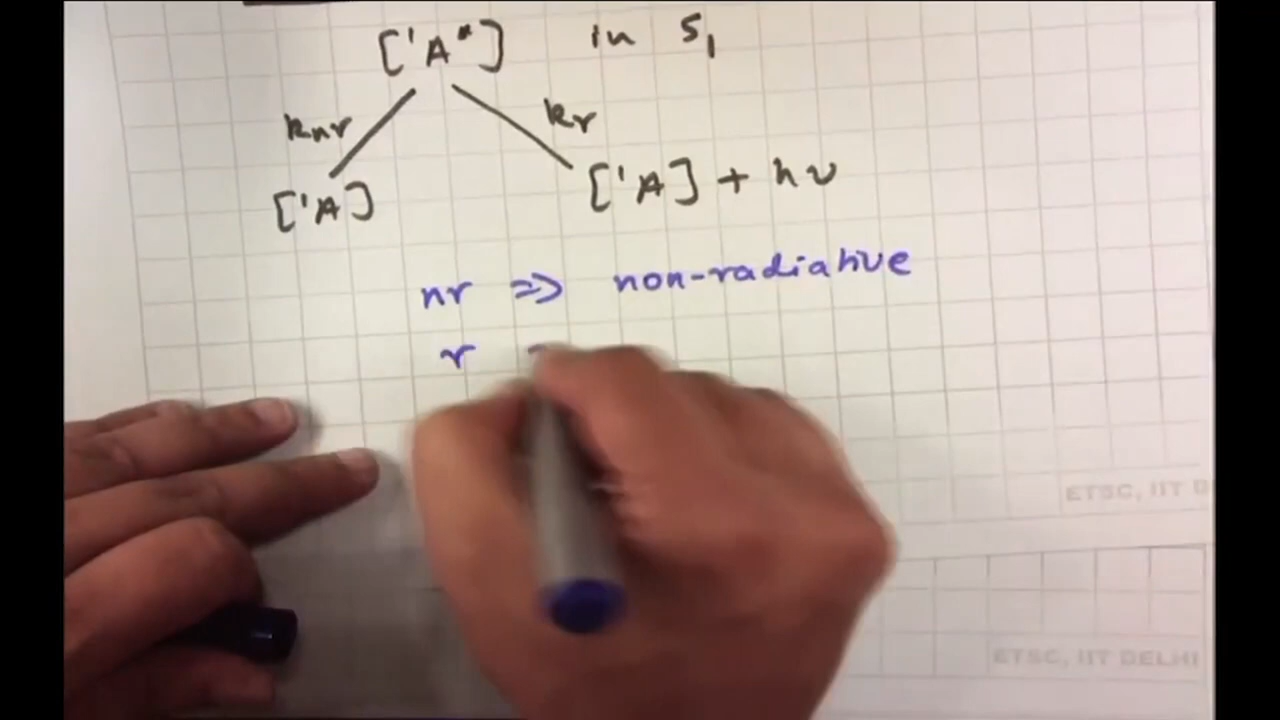 ['A*] in S₁
knr kr
['A] ['A] + hν
nr => non-radiative
r
ETSC, IIT D
ETSC, IIT DELHI